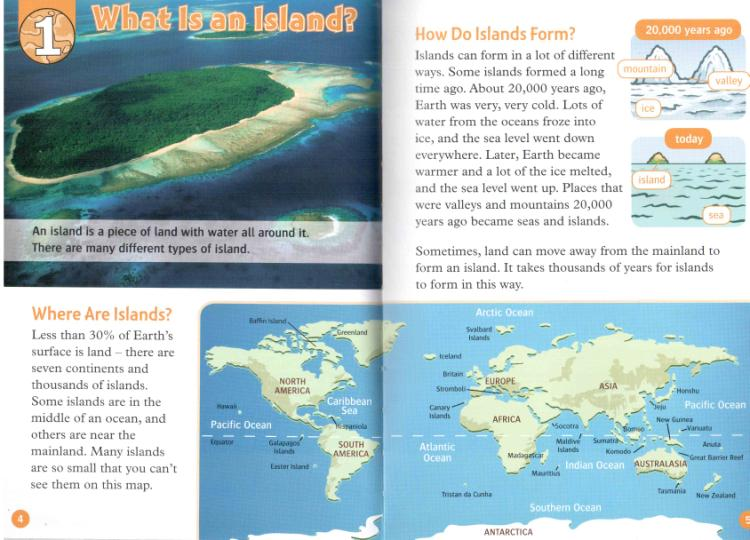 1
What Is an Island?
An island is a piece of land with water all around it.
There are many different types of island.
Where Are Islands?
Less than 30% of Earth's
surface is land – there are
seven continents and
thousands of islands.
Some islands are in the
middle of an ocean, and
others are near the
mainland. Many islands
are so small that you can't
see them on this map.
4
How Do Islands Form?
Islands can form in a lot of different
ways. Some islands formed a long
time ago. About 20,000 years ago,
Earth was very, very cold. Lots of
water from the oceans froze into
ice, and the sea level went down
everywhere. Later, Earth became
warmer and a lot of the ice melted,
and the sea level went up. Places that
were valleys and mountains 20,000
years ago became seas and islands.
Sometimes, land can move away from the mainland to
form an island. It takes thousands of years for islands
to form in this way.
20,000 years ago
mountain
valley
ice
today
island
sea
Baffin Island
Greenland
NORTH
AMERICA
Hawaii
Caribbean
Sea
Pacific Ocean
Hispaniola
Equator
Galapagos
Islands
SOUTH
AMERICA
Easter Island
Arctic Ocean
Svalbard
Islands
Iceland
Britain
EUROPE
Stromboli
ASIA
Honshu
Canary
Islands
Jeju
Pacific Ocean
AFRICA
New Guinea
Socotra
Borneo
Vanuatu
Atlantic
Ocean
Maldive
Islands
Sumatra
Anuta
Madagascar
Komodo
Great Barrier Reef
Indian Ocean
AUSTRALASIA
Mauritius
Tristan da Cunha
Tasmania
New Zealand
Southern Ocean
ANTARCTICA
5